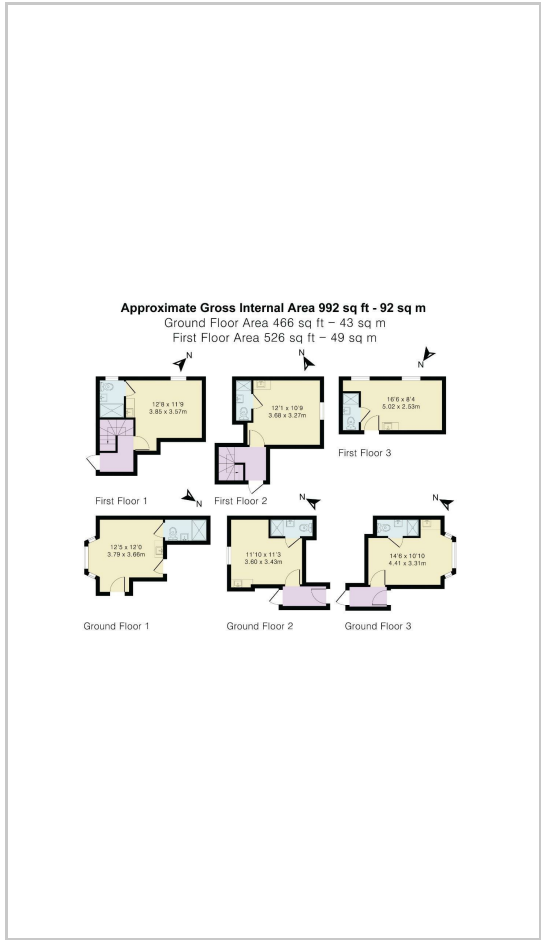 Approximate Gross Internal Area 992 sq ft - 92 sq m
Ground Floor Area 466 sq ft – 43 sq m
First Floor Area 526 sq ft – 49 sq m
N
12'8 x 11'9
3.85 x 3.57m
First Floor 1
N
12'1 x 10'9
3.68 x 3.27m
First Floor 2
N
16'6 x 8'4
5.02 x 2.53m
First Floor 3
N
12'5 x 12'0
3.79 x 3.66m
Ground Floor 1
N
11'10 x 11'3
3.60 x 3.43m
Ground Floor 2
N
14'6 x 10'10
4.41 x 3.31m
Ground Floor 3